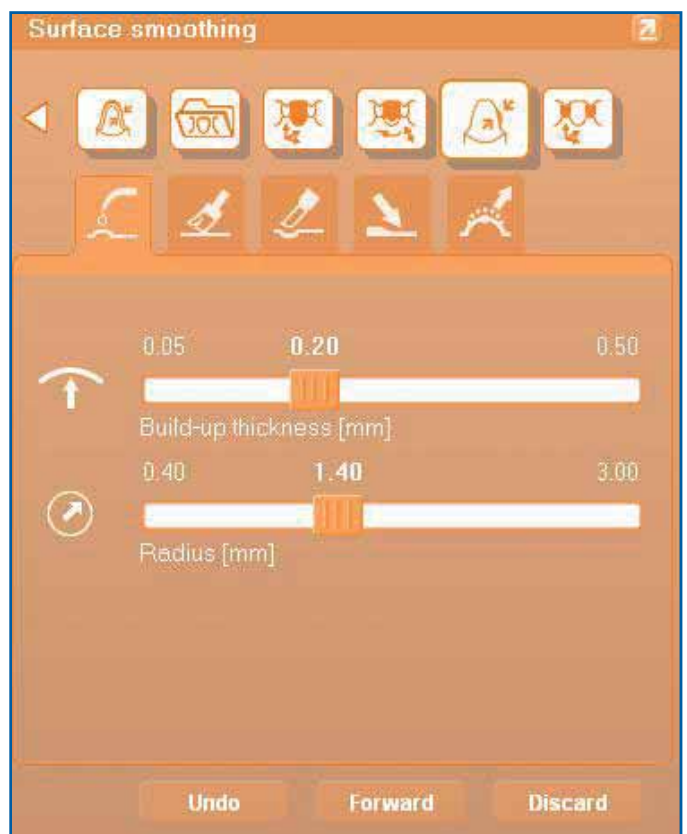 Surface smoothing
0.05 0.20 0.50
Build-up thickness [mm]
0.40 1.40 3.00
Radius [mm]
Undo Forward Discard